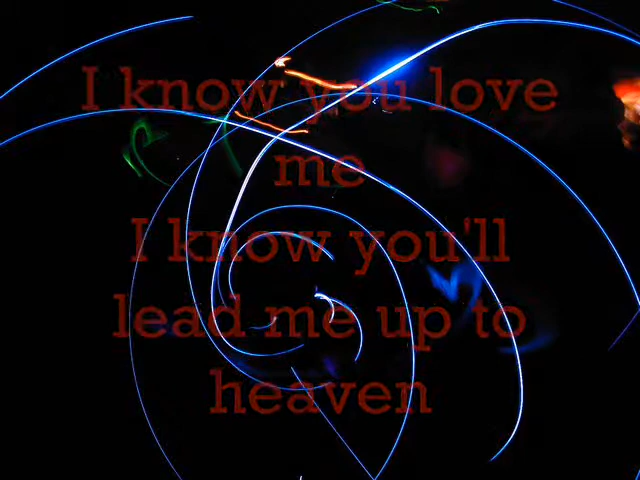 I know you love
me
I know you'll
lead me up to
heaven